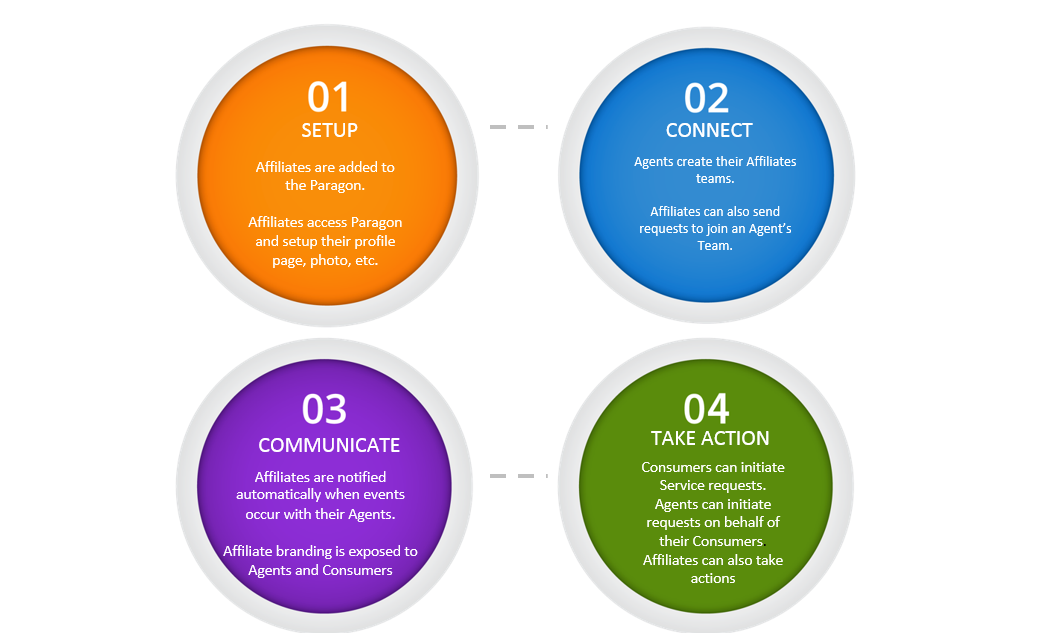 01
SETUP
Affiliates are added to
the Paragon.
Affiliates access Paragon
and setup their profile
page, photo, etc.
02
CONNECT
Agents create their Affiliates
teams.
Affiliates can also send
requests to join an Agent’s
Team.
03
COMMUNICATE
Affiliates are notified
automatically when events
occur with their Agents.
Affiliate branding is exposed to
Agents and Consumers
04
TAKE ACTION
Consumers can initiate
Service requests.
Agents can initiate
requests on behalf of
their Consumers.
Affiliates can also take
actions